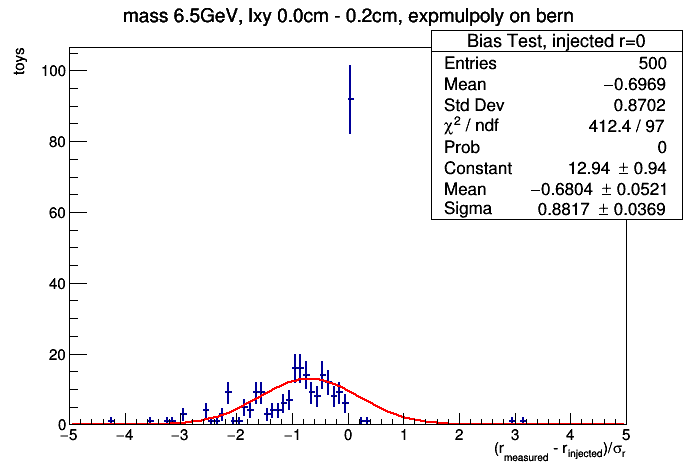 mass 6.5GeV, lxy 0.0cm - 0.2cm, expmulpoly on bern
Bias Test, injected r=0
Entries 500
Mean −0.6969
Std Dev 0.8702
χ² / ndf 412.4 / 97
Prob 0
Constant 12.94 ± 0.94
Mean −0.6804 ± 0.0521
Sigma 0.8817 ± 0.0369
toys
100
80
60
40
20
0
−5 −4 −3 −2 −1 0 1 2 3 4 5
(r_measured - r_injected)/σ_r